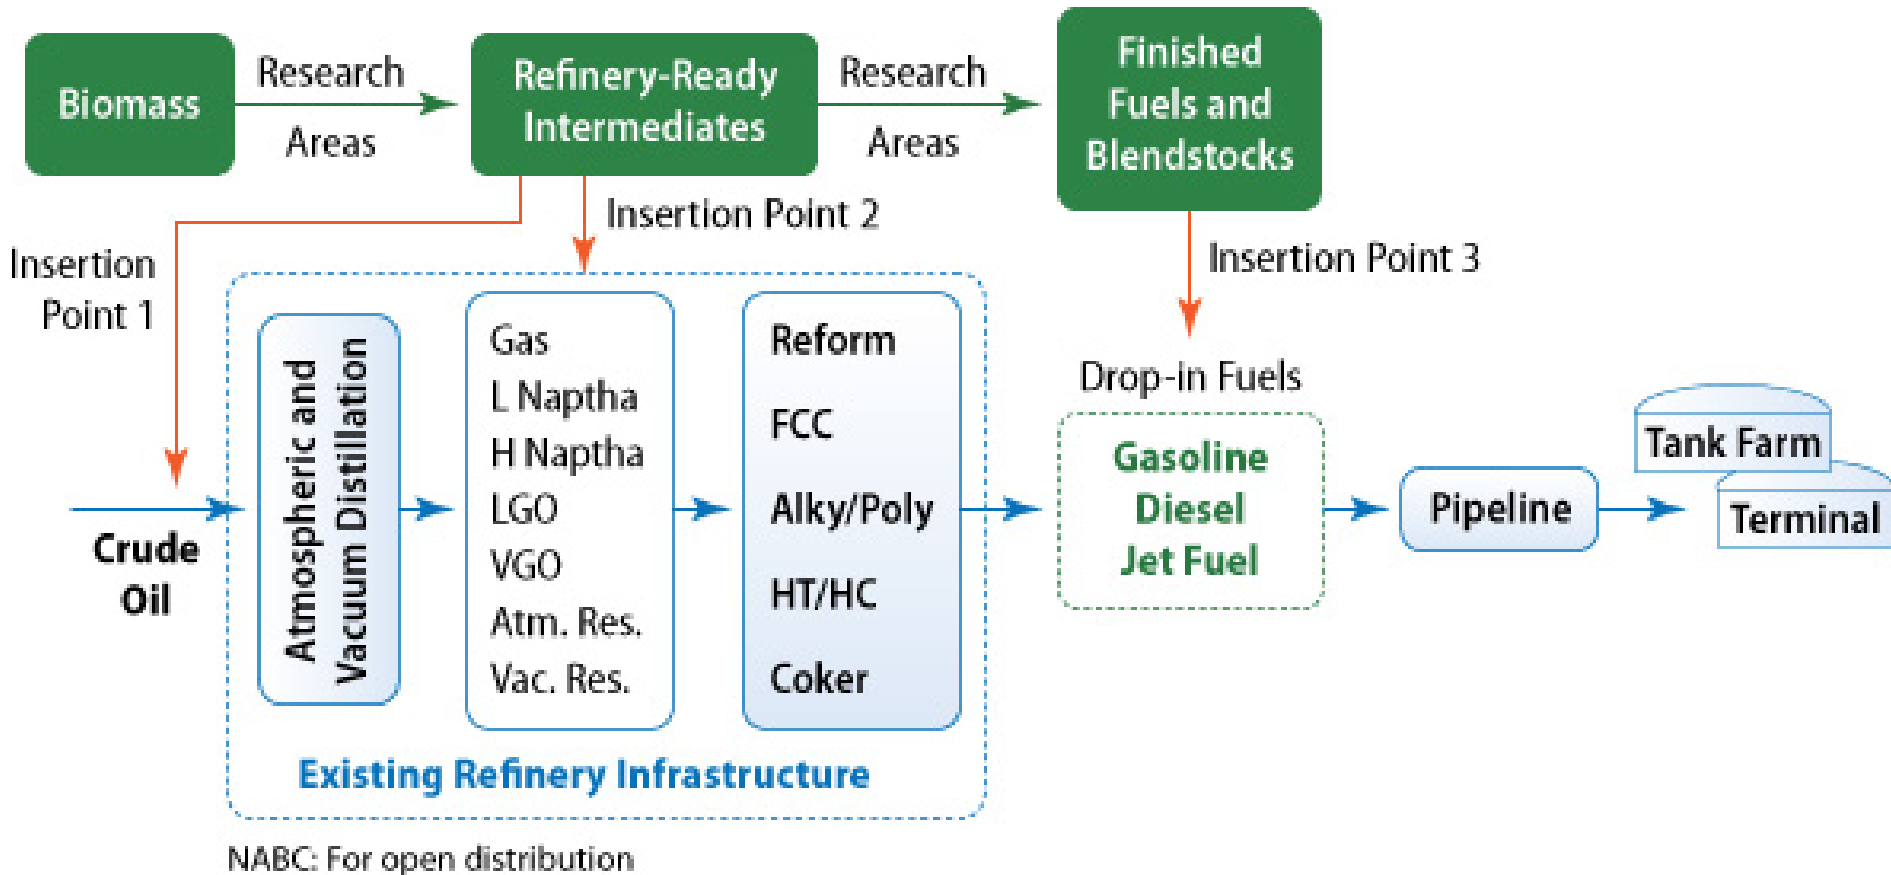 Biomass
Research
Areas
Refinery-Ready
Intermediates
Research
Areas
Finished
Fuels and
Blendstocks
Insertion
Point 1
Insertion Point 2
Insertion Point 3
Crude
Oil
Atmospheric and
Vacuum Distillation
Gas
L Naptha
H Naptha
LGO
VGO
Atm. Res.
Vac. Res.
Reform
FCC
Alky/Poly
HT/HC
Coker
Existing Refinery Infrastructure
Drop-in Fuels
Gasoline
Diesel
Jet Fuel
Pipeline
Tank Farm
Terminal
NABC: For open distribution